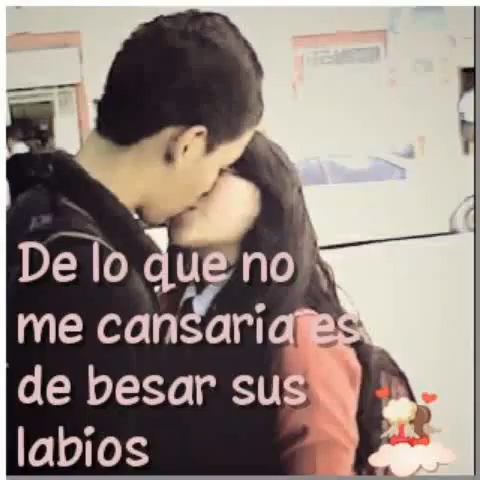 De lo que no
me cansaria es
de besar sus
labios